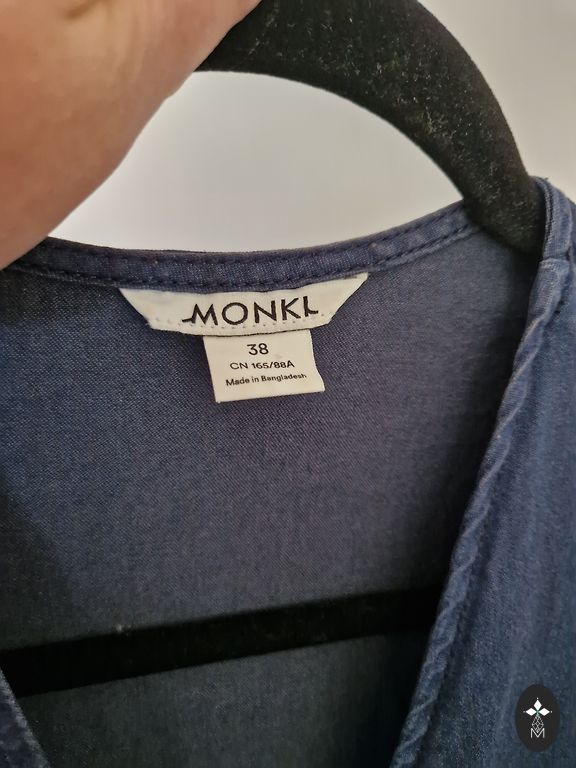 MONKI
38
CN 165/88A
Made in Bangladesh
M